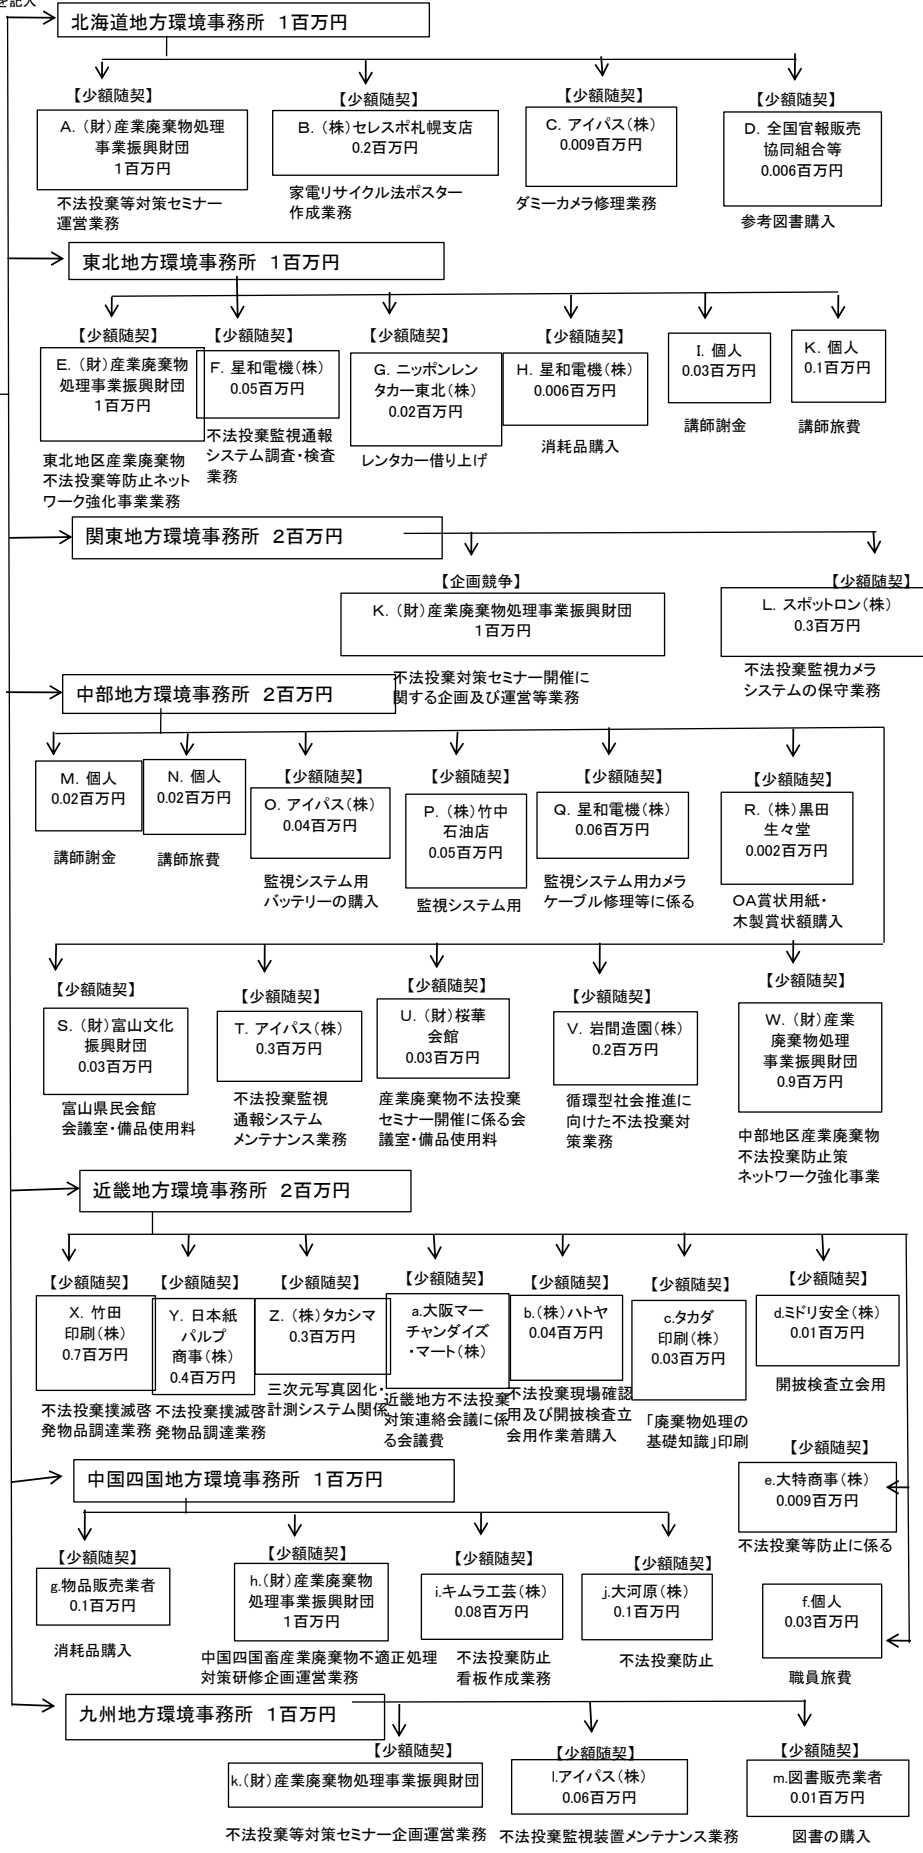 を記入
北海道地方環境事務所 1百万円
【少額随契】
A. (財)産業廃棄物処理
事業振興財団
1百万円
不法投棄等対策セミナー
運営業務
【少額随契】
B. (株)セレスポ札幌支店
0.2百万円
家電リサイクル法ポスター
作成業務
【少額随契】
C. アイパス(株)
0.009百万円
ダミーカメラ修理業務
【少額随契】
D. 全国官報販売
協同組合等
0.006百万円
参考図書購入
東北地方環境事務所 1百万円
【少額随契】
E. (財)産業廃棄物
処理事業振興財団
1百万円
東北地区産業廃棄物
不法投棄等防止ネット
ワーク強化事業業務
【少額随契】
F. 星和電機(株)
0.05百万円
不法投棄監視通報
システム調査・検査
業務
【少額随契】
G. ニッポンレン
タカー東北(株)
0.02百万円
レンタカー借り上げ
【少額随契】
H. 星和電機(株)
0.006百万円
消耗品購入
I. 個人
0.03百万円
講師謝金
K. 個人
0.1百万円
講師旅費
関東地方環境事務所 2百万円
【企画競争】
K. (財)産業廃棄物処理事業振興財団
1百万円
不法投棄対策セミナー開催に
関する企画及び運営等業務
【少額随契】
L. スポットロン(株)
0.3百万円
不法投棄監視カメラ
システムの保守業務
中部地方環境事務所 2百万円
M. 個人
0.02百万円
講師謝金
N. 個人
0.02百万円
講師旅費
【少額随契】
O. アイパス(株)
0.04百万円
監視システム用
バッテリーの購入
【少額随契】
P. (株)竹中
石油店
0.05百万円
監視システム用
【少額随契】
Q. 星和電機(株)
0.06百万円
監視システム用カメラ
ケーブル修理等に係る
【少額随契】
R. (株)黒田
生々堂
0.002百万円
OA賞状用紙・
木製賞状額購入
【少額随契】
S. (財)富山文化
振興財団
0.03百万円
富山県民会館
会議室・備品使用料
【少額随契】
T. アイパス(株)
0.3百万円
不法投棄監視
通報システム
メンテナンス業務
【少額随契】
U. (財)桜華
会館
0.03百万円
産業廃棄物不法投棄
セミナー開催に係る会
議室・備品使用料
【少額随契】
V. 岩間造園(株)
0.2百万円
循環型社会推進に
向けた不法投棄対
策業務
【少額随契】
W. (財)産業
廃棄物処理
事業振興財団
0.9百万円
中部地区産業廃棄物
不法投棄防止策
ネットワーク強化事業
近畿地方環境事務所 2百万円
【少額随契】
X. 竹田
印刷(株)
0.7百万円
不法投棄撲滅啓
発物品調達業務
【少額随契】
Y. 日本紙
パルプ
商事(株)
0.4百万円
不法投棄撲滅啓
発物品調達業務
【少額随契】
Z. (株)タカシマ
0.3百万円
三次元写真図化・
計測システム関係
【少額随契】
a.大阪マー
チャンダイズ
・マート(株)
近畿地方不法投棄
対策連絡会議に係
る会議費
【少額随契】
b.(株)ハトヤ
0.04百万円
不法投棄現場確認
用及び開披検査立
会用作業着購入
【少額随契】
c.タカダ
印刷(株)
0.03百万円
「廃棄物処理の
基礎知識」印刷
【少額随契】
d.ミドリ安全(株)
0.01百万円
開披検査立会用
【少額随契】
e.大特商事(株)
0.009百万円
不法投棄等防止に係る
f.個人
0.03百万円
職員旅費
中国四国地方環境事務所 1百万円
【少額随契】
g.物品販売業者
0.1百万円
消耗品購入
【少額随契】
h.(財)産業廃棄物
処理事業振興財団
1百万円
中国四国畜産業廃棄物不適正処理
対策研修企画運営業務
【少額随契】
i.キムラ工芸(株)
0.08百万円
不法投棄防止
看板作成業務
【少額随契】
j.大河原(株)
0.1百万円
不法投棄防止
九州地方環境事務所 1百万円
【少額随契】
k.(財)産業廃棄物処理事業振興財団
不法投棄等対策セミナー企画運営業務
【少額随契】
l.アイパス(株)
0.06百万円
不法投棄監視装置メンテナンス業務
【少額随契】
m.図書販売業者
0.01百万円
図書の購入